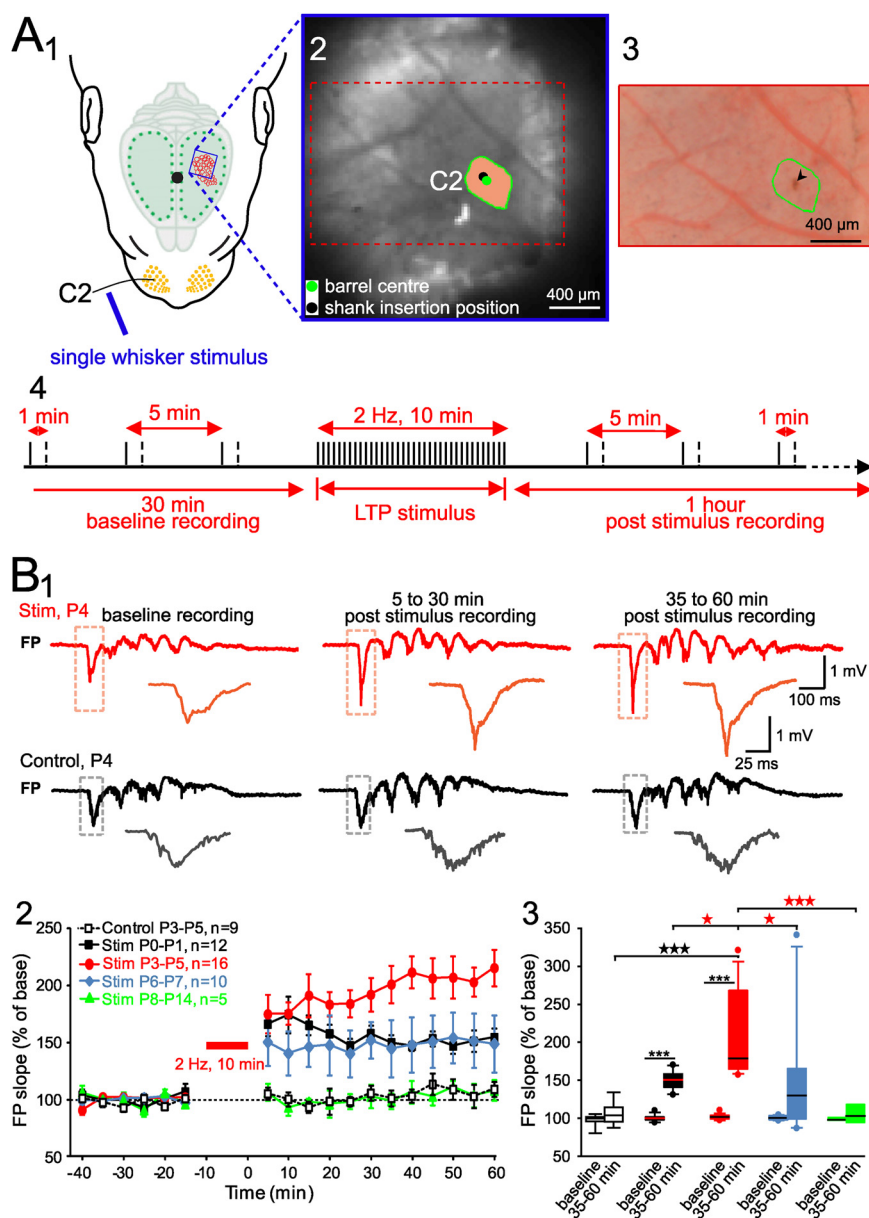 A1
2
3
C2
C2
400 µm
barrel centre
shank insertion position
400 µm
single whisker stimulus
4
1 min
5 min
2 Hz, 10 min
5 min
1 min
30 min
baseline recording
LTP stimulus
1 hour
post stimulus recording
B1
Stim, P4
baseline recording
5 to 30 min
post stimulus recording
35 to 60 min
post stimulus recording
FP
1 mV
100 ms
1 mV
25 ms
Control, P4
FP
2
Control P3-P5, n=9
Stim P0-P1, n=12
Stim P3-P5, n=16
Stim P6-P7, n=10
Stim P8-P14, n=5
250
200
150
100
50
FP slope (% of base)
2 Hz, 10 min
-40 -30 -20 -10 0 10 20 30 40 50 60
Time (min)
3
★★★
★
★
★★★
***
***
350
300
250
200
150
100
50
FP slope (% of base)
baseline
35-60 min
baseline
35-60 min
baseline
35-60 min
baseline
35-60 min
baseline
35-60 min